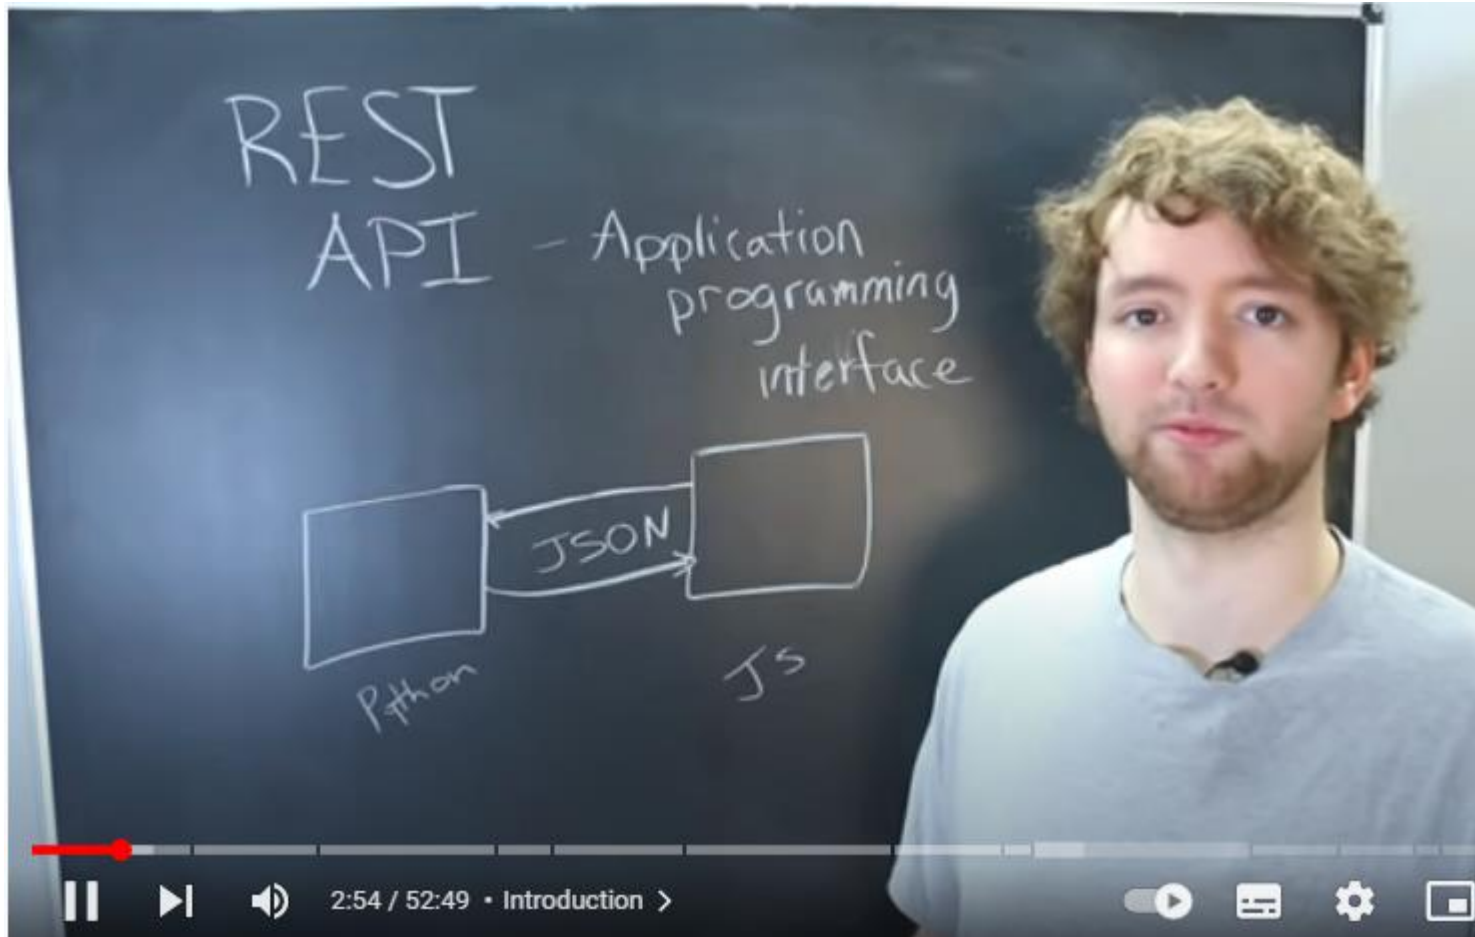 REST
API - Application
programming
interface
JSON
Python
JS
2:54 / 52:49 • Introduction >